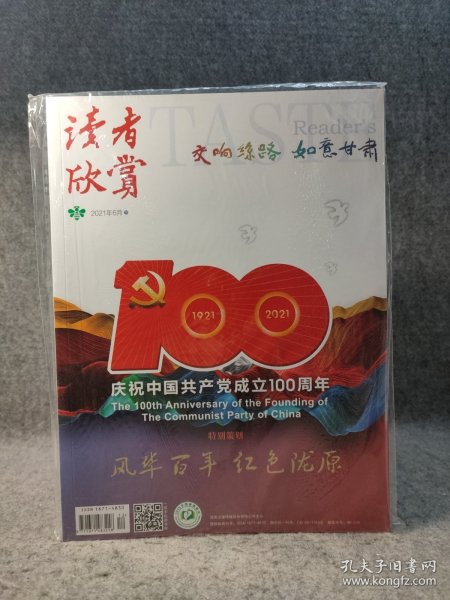 读者
欣赏
TASTE
Reader's
交响丝路 如意甘肃
2021年6月
100
1921
2021
庆祝中国共产党成立100周年
The 100th Anniversary of the Founding of
The Communist Party of China
特别策划
风华百年 红色陇原
ISSN 1671-4830
孔夫子旧书网
www.kongfz.com